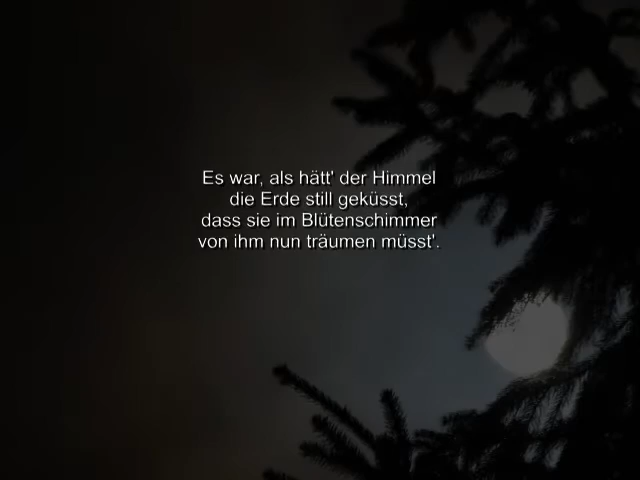 Es war, als hätt' der Himmel
die Erde still geküsst,
dass sie im Blütenschimmer
von ihm nun träumen müsst'.